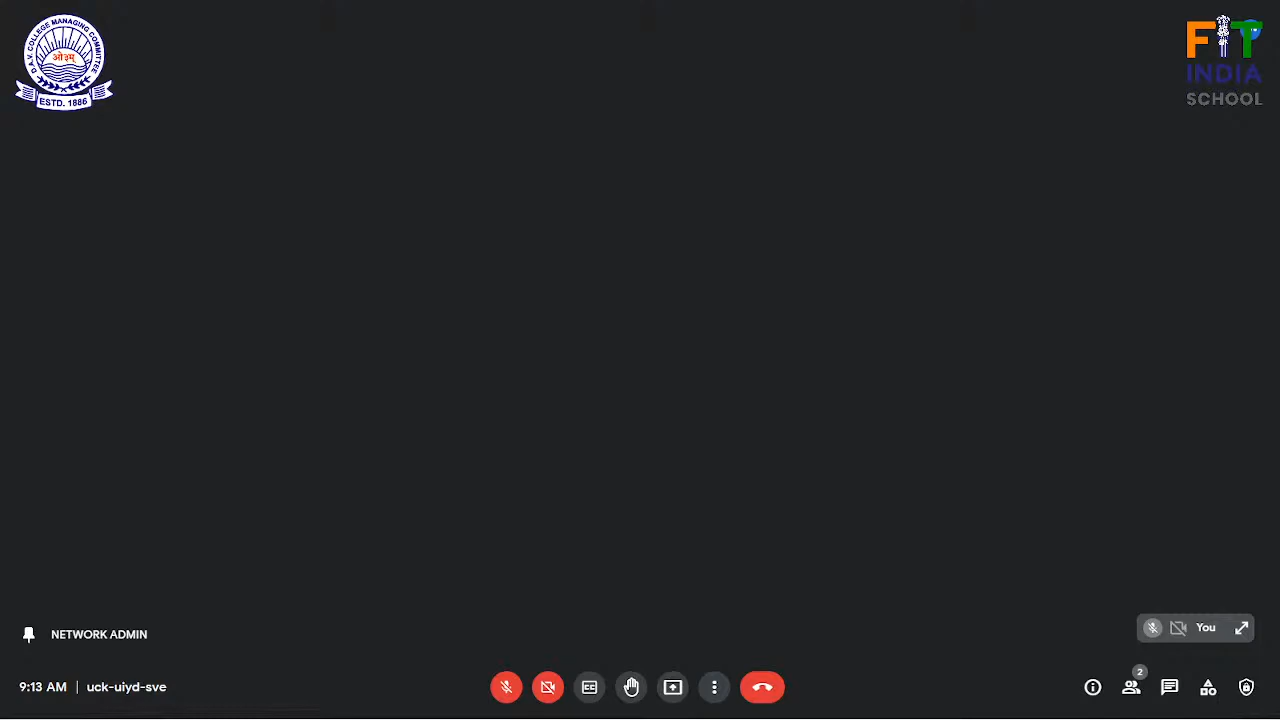 D.A.V. COLLEGE MANAGING COMMITTEE
ओ३म्
ESTD. 1886
FIT
INDIA
SCHOOL
NETWORK ADMIN
You
9:13 AM | uck-uiyd-sve
CC
2